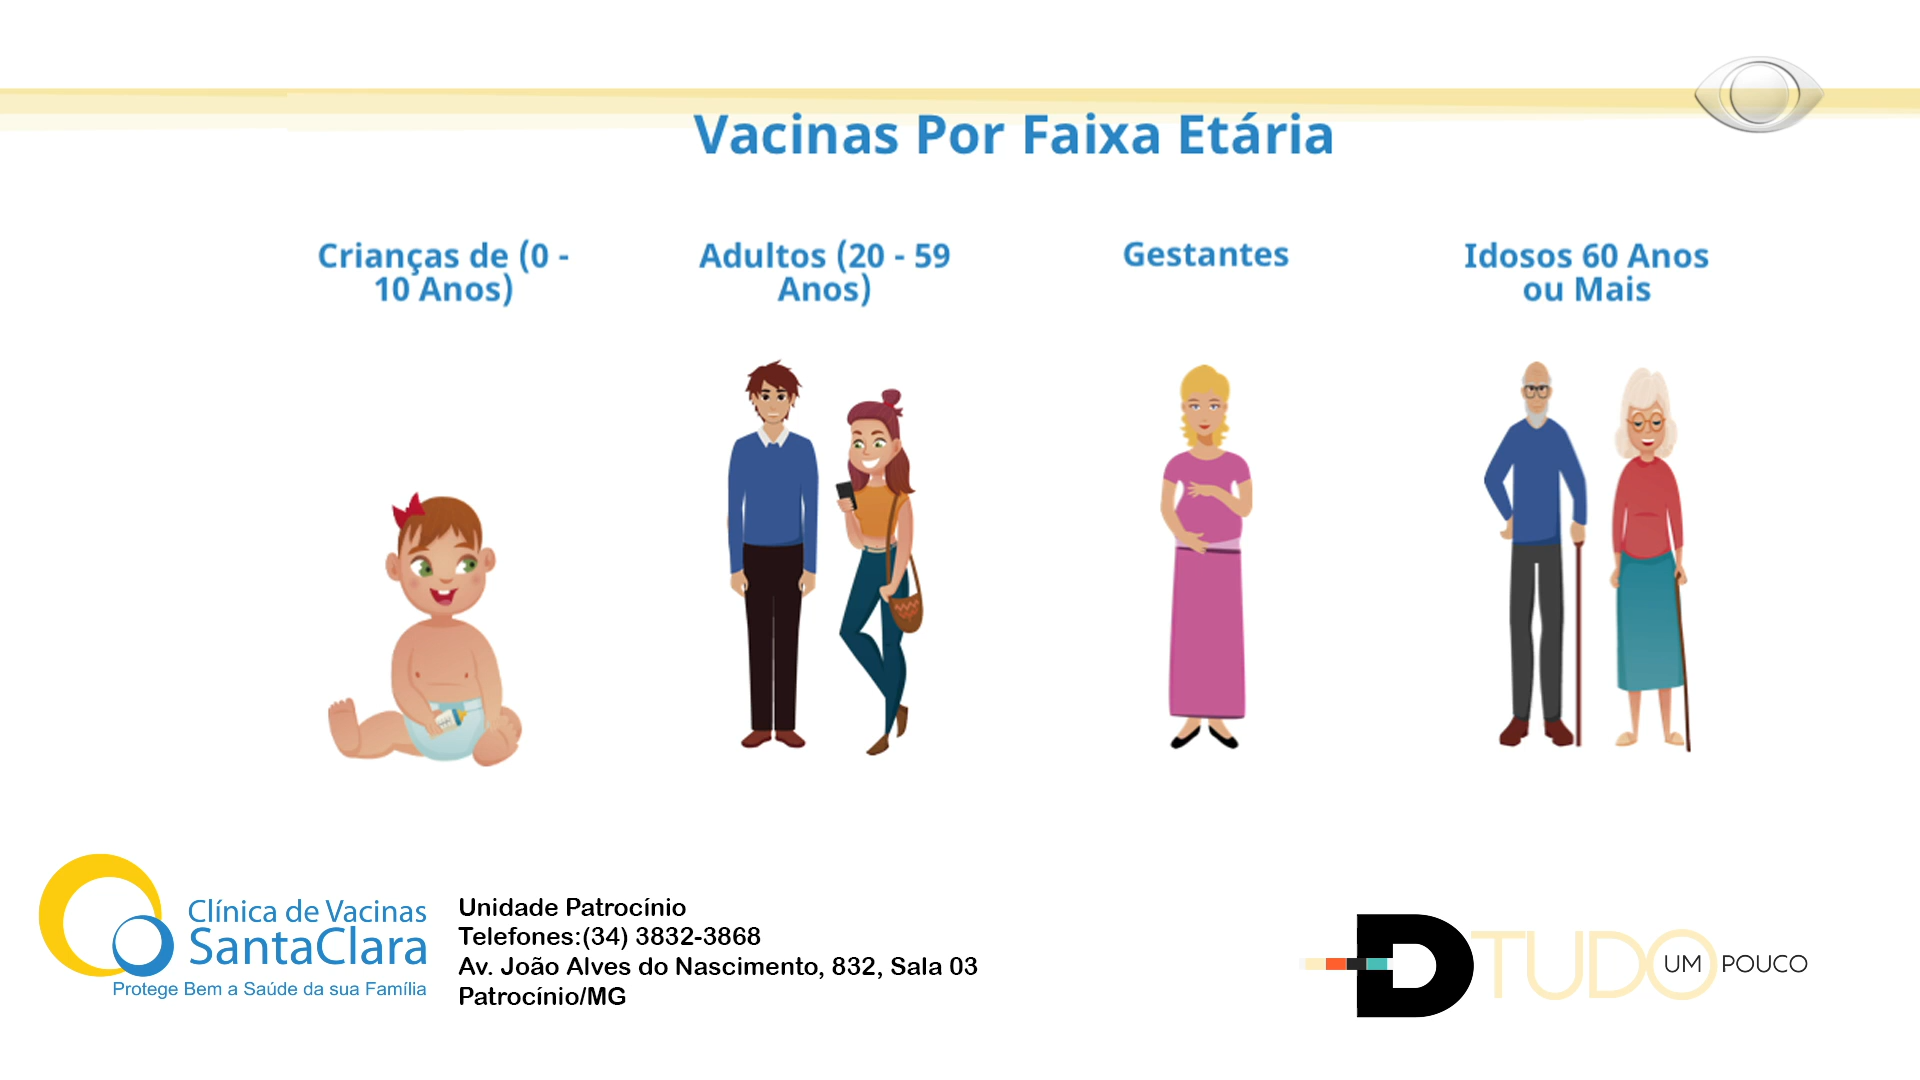 Vacinas Por Faixa Etária
Crianças de (0 -
10 Anos)
Adultos (20 - 59
Anos)
Gestantes
Idosos 60 Anos
ou Mais
Clínica de Vacinas
SantaClara
Protege Bem a Saúde da sua Família
Unidade Patrocínio
Telefones:(34) 3832-3868
Av. João Alves do Nascimento, 832, Sala 03
Patrocínio/MG
D TUDO UM POUCO